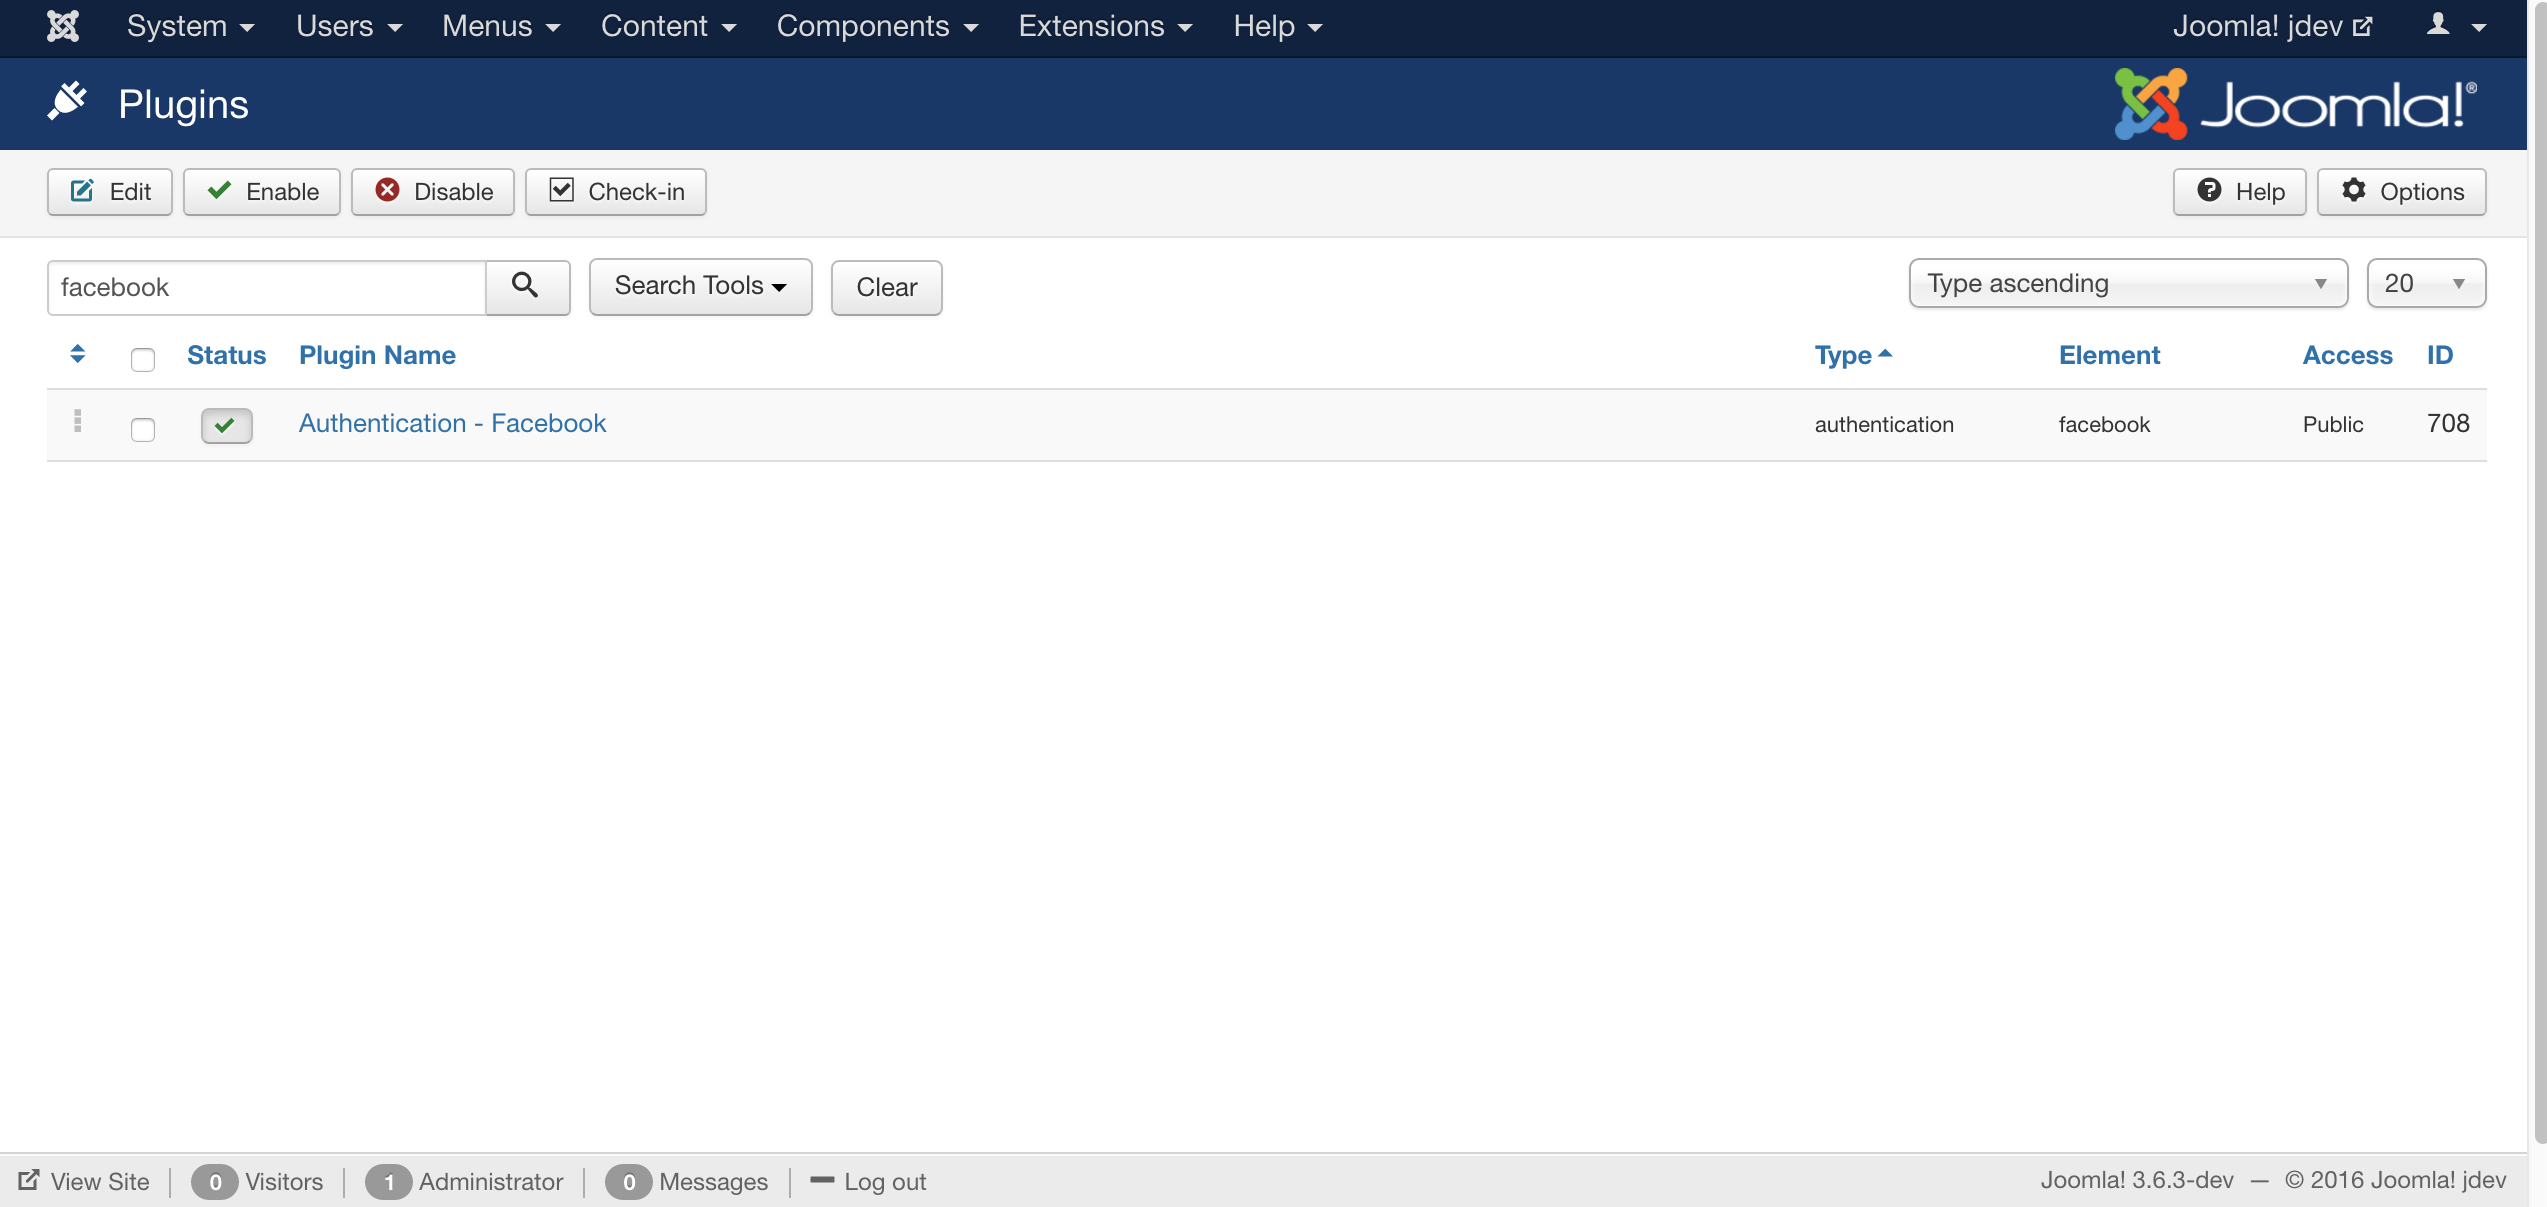 System Users Menus Content Components Extensions Help Joomla! jdev
Plugins Joomla!®
Edit Enable Disable Check-in Help Options
facebook Search Tools Clear Type ascending 20
Status Plugin Name Type Element Access ID
Authentication - Facebook authentication facebook Public 708
View Site 0 Visitors 1 Administrator 0 Messages Log out Joomla! 3.6.3-dev — © 2016 Joomla! jdev